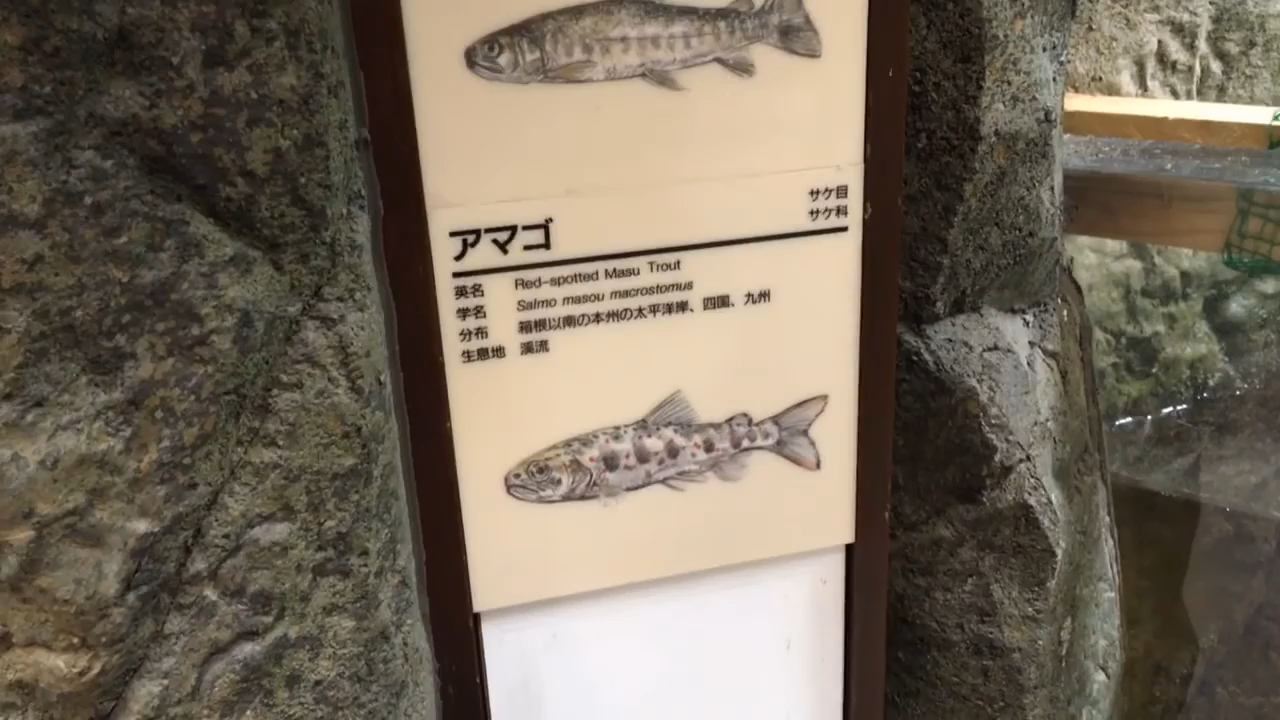 サケ目
サケ科
アマゴ
英名 Red-spotted Masu Trout
学名 Salmo masou macrostomus
分布 箱根以南の本州の太平洋岸、四国、九州
生息地 渓流